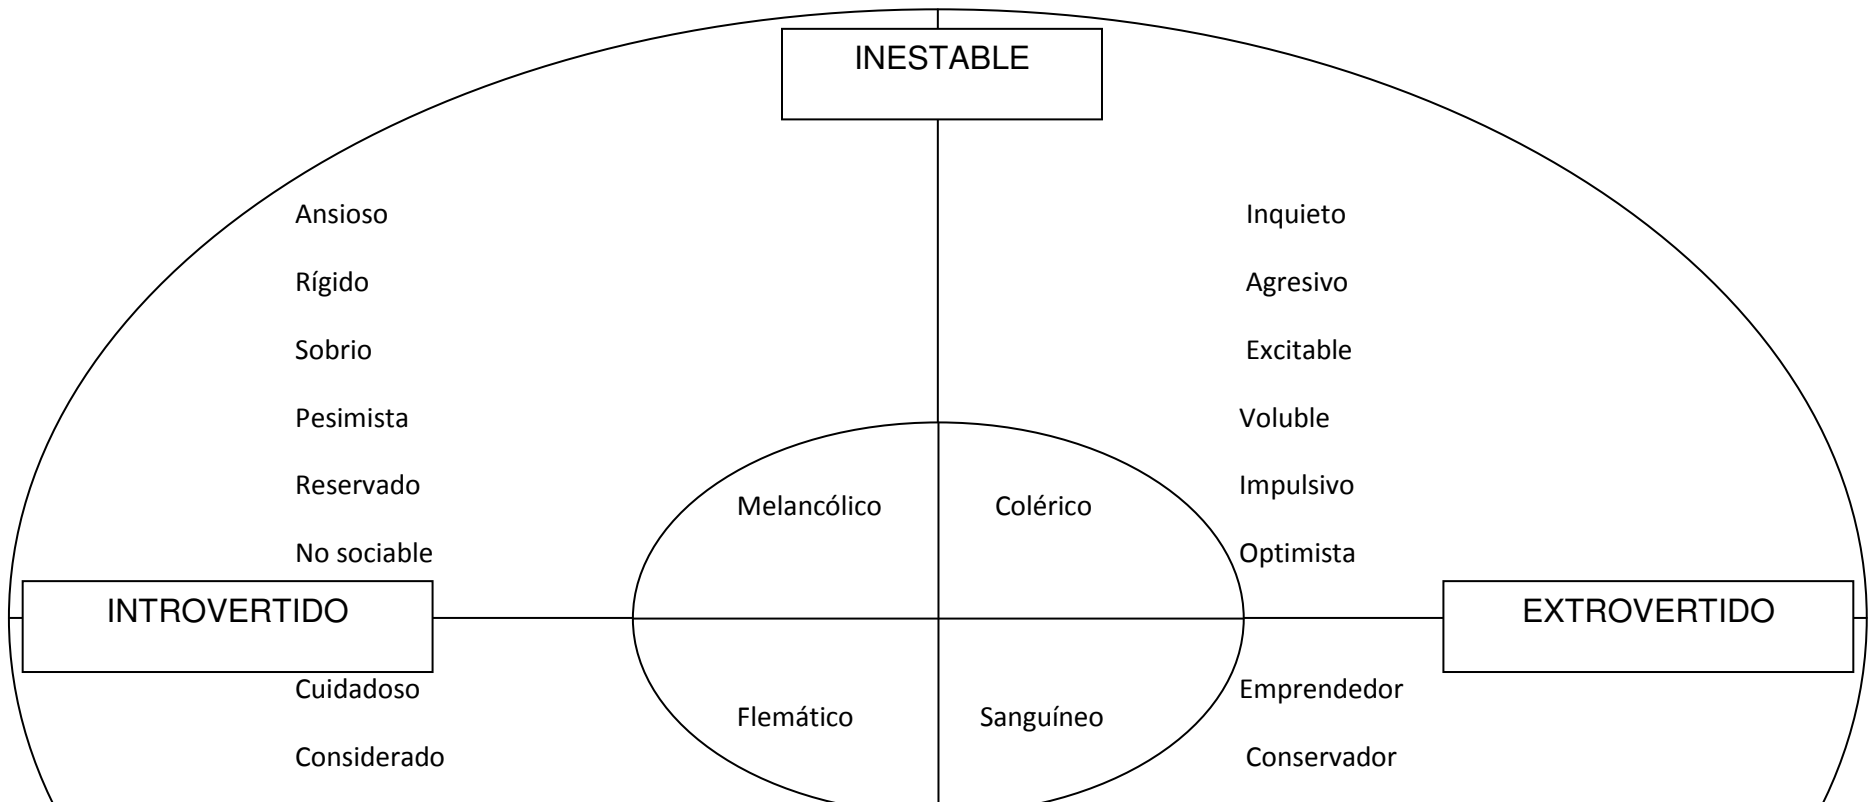 INESTABLE
Ansioso
Inquieto
Rígido
Agresivo
Sobrio
Excitable
Pesimista
Voluble
Reservado
Impulsivo
Melancólico
Colérico
No sociable
Optimista
INTROVERTIDO
EXTROVERTIDO
Cuidadoso
Emprendedor
Flemático
Sanguíneo
Considerado
Conservador